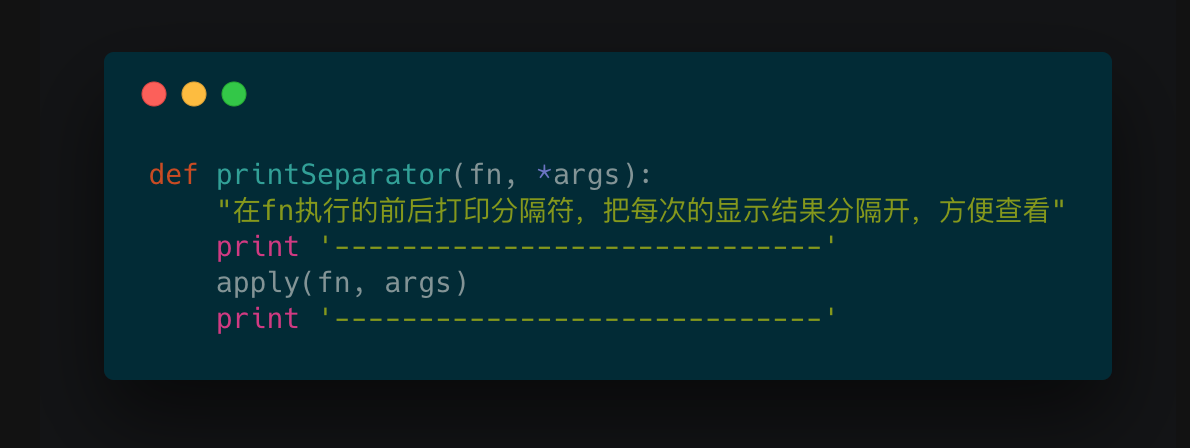 def printSeparator(fn, *args):
    "在fn执行的前后打印分隔符，把每次的显示结果分隔开，方便查看"
    print '-----------------------------'
    apply(fn, args)
    print '-----------------------------'